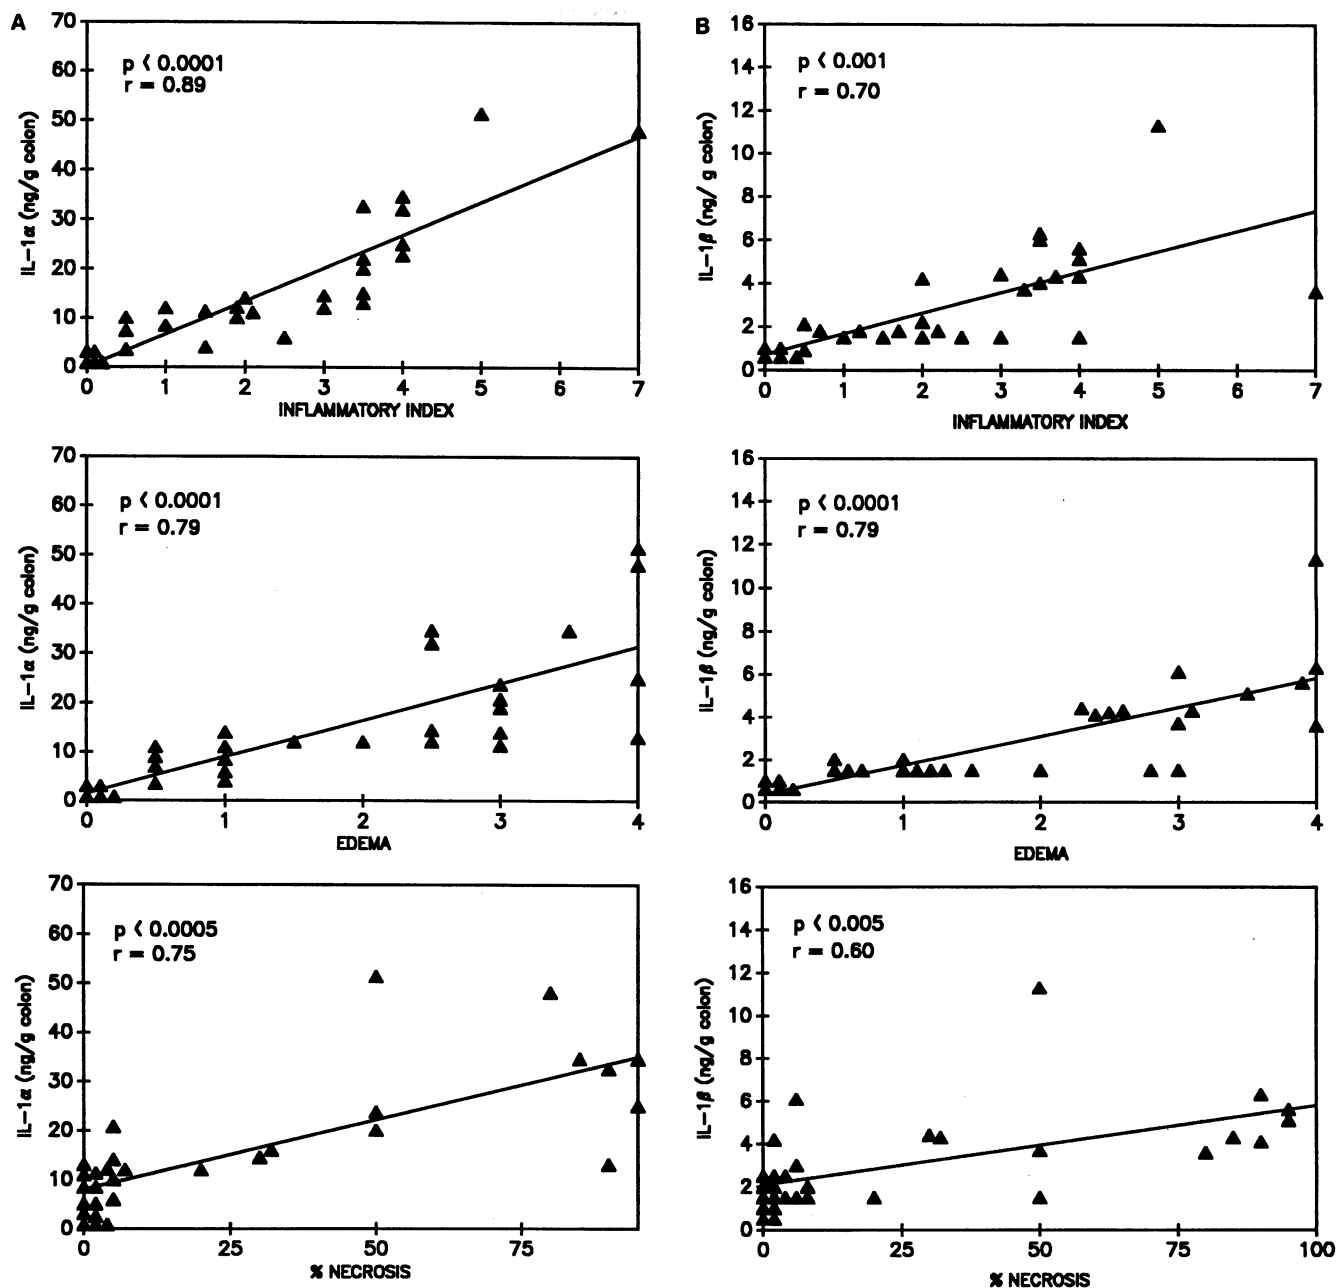 A
70
60
50
40
30
20
10
0
IL-1α (ng/g colon)
p < 0.0001
r = 0.89
0 1 2 3 4 5 6 7
INFLAMMATORY INDEX
B
16
14
12
10
8
6
4
2
0
IL-1β (ng/ g colon)
p < 0.001
r = 0.70
0 1 2 3 4 5 6 7
INFLAMMATORY INDEX
70
60
50
40
30
20
10
0
IL-1α (ng/g colon)
p < 0.0001
r = 0.79
0 1 2 3 4
EDEMA
16
14
12
10
8
6
4
2
0
IL-1β (ng/g colon)
p < 0.0001
r = 0.79
0 1 2 3 4
EDEMA
70
60
50
40
30
20
10
0
IL-1α (ng/g colon)
p < 0.0005
r = 0.75
0 25 50 75
% NECROSIS
16
14
12
10
8
6
4
2
0
IL-1β (ng/g colon)
p < 0.005
r = 0.60
0 25 50 75 100
% NECROSIS